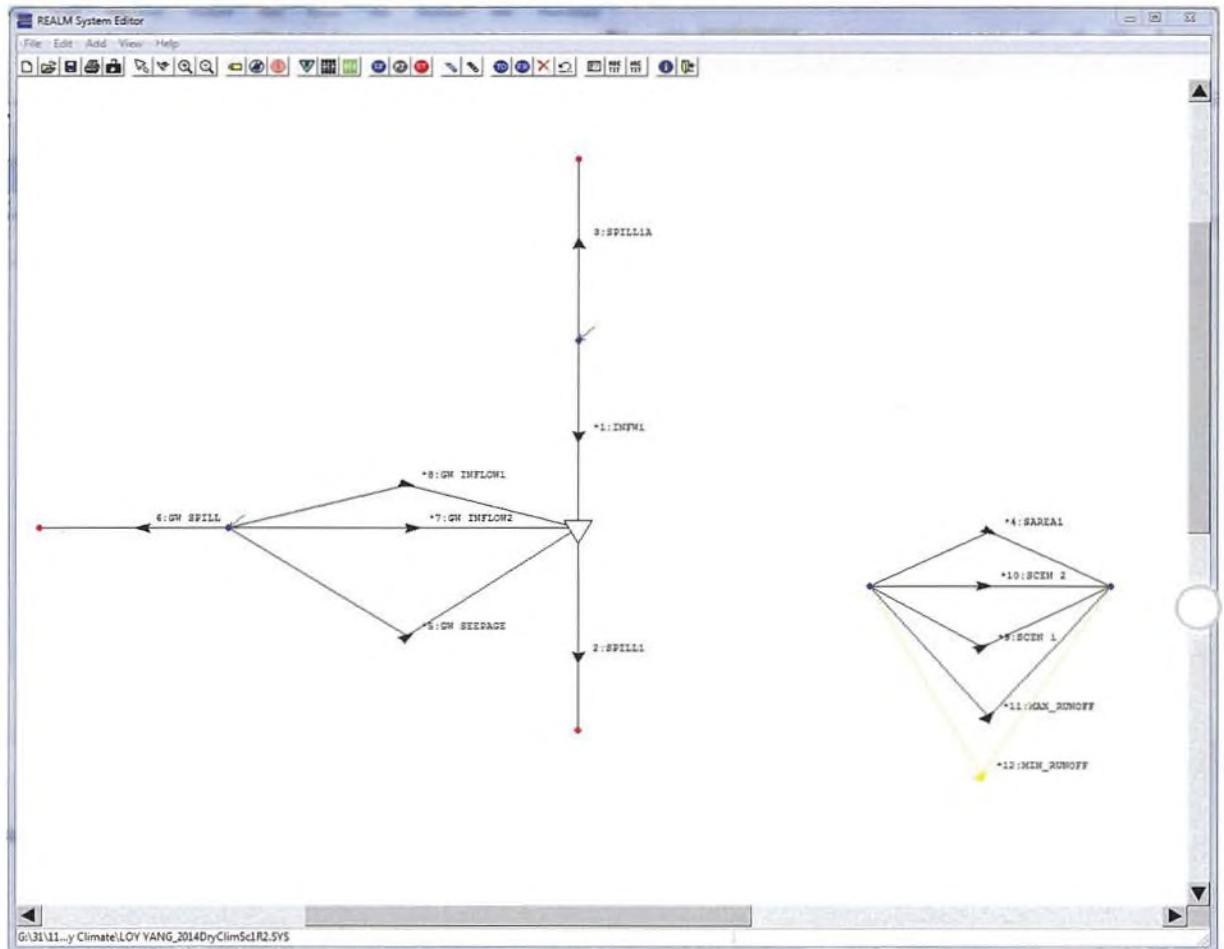 REALM System Editor
File Edit Add View Help
3:SPILL1A
*1:INFW1
*8:GW INFLOW1
6:GW SPILL
*7:GW INFLOW2
*5:GW SEEPAGE
2:SPILL1
*4:SAREA1
*10:SCEN 2
*9:SCEN 1
*11:MAX_RUNOFF
*12:MIN_RUNOFF
G:\31\11...y Climate\LOY YANG_2014DryClimSc1R2.SYS